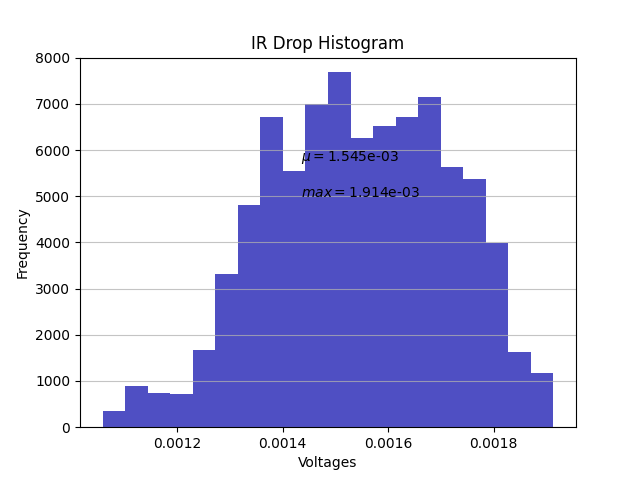 IR Drop Histogram
8000
7000
6000
5000
4000
3000
2000
1000
0
Frequency
μ = 1.545e-03
max = 1.914e-03
0.0012 0.0014 0.0016 0.0018
Voltages